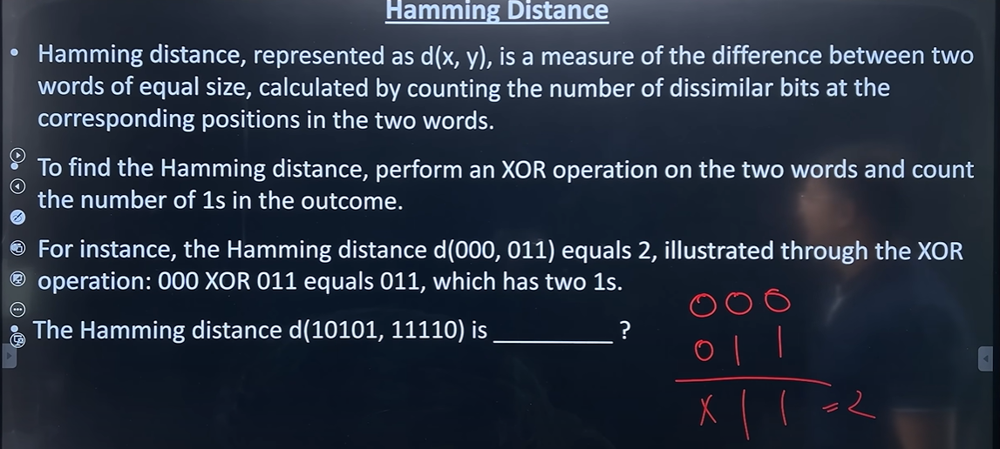 Hamming Distance
• Hamming distance, represented as d(x, y), is a measure of the difference between two
words of equal size, calculated by counting the number of dissimilar bits at the
corresponding positions in the two words.
• To find the Hamming distance, perform an XOR operation on the two words and count
the number of 1s in the outcome.
• For instance, the Hamming distance d(000, 011) equals 2, illustrated through the XOR
operation: 000 XOR 011 equals 011, which has two 1s.
• The Hamming distance d(10101, 11110) is ________ ?
000
011
x11 = 2